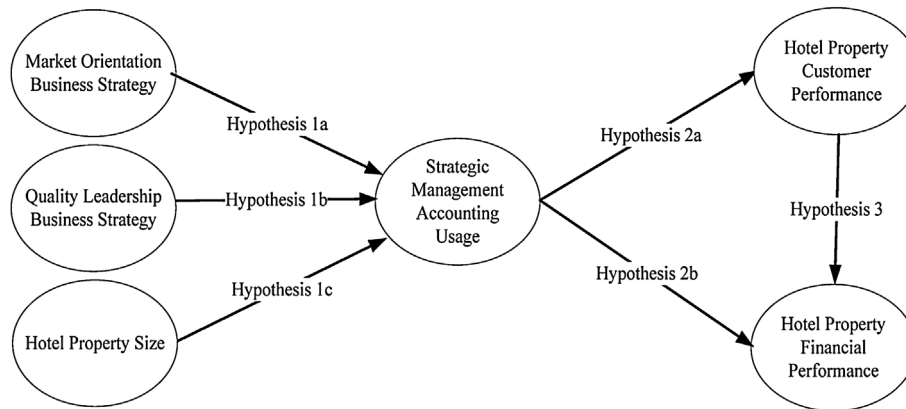 Market Orientation
Business Strategy
Hypothesis 1a
Quality Leadership
Business Strategy
Hypothesis 1b
Hotel Property Size
Hypothesis 1c
Strategic
Management
Accounting
Usage
Hypothesis 2a
Hypothesis 2b
Hotel Property
Customer
Performance
Hypothesis 3
Hotel Property
Financial
Performance